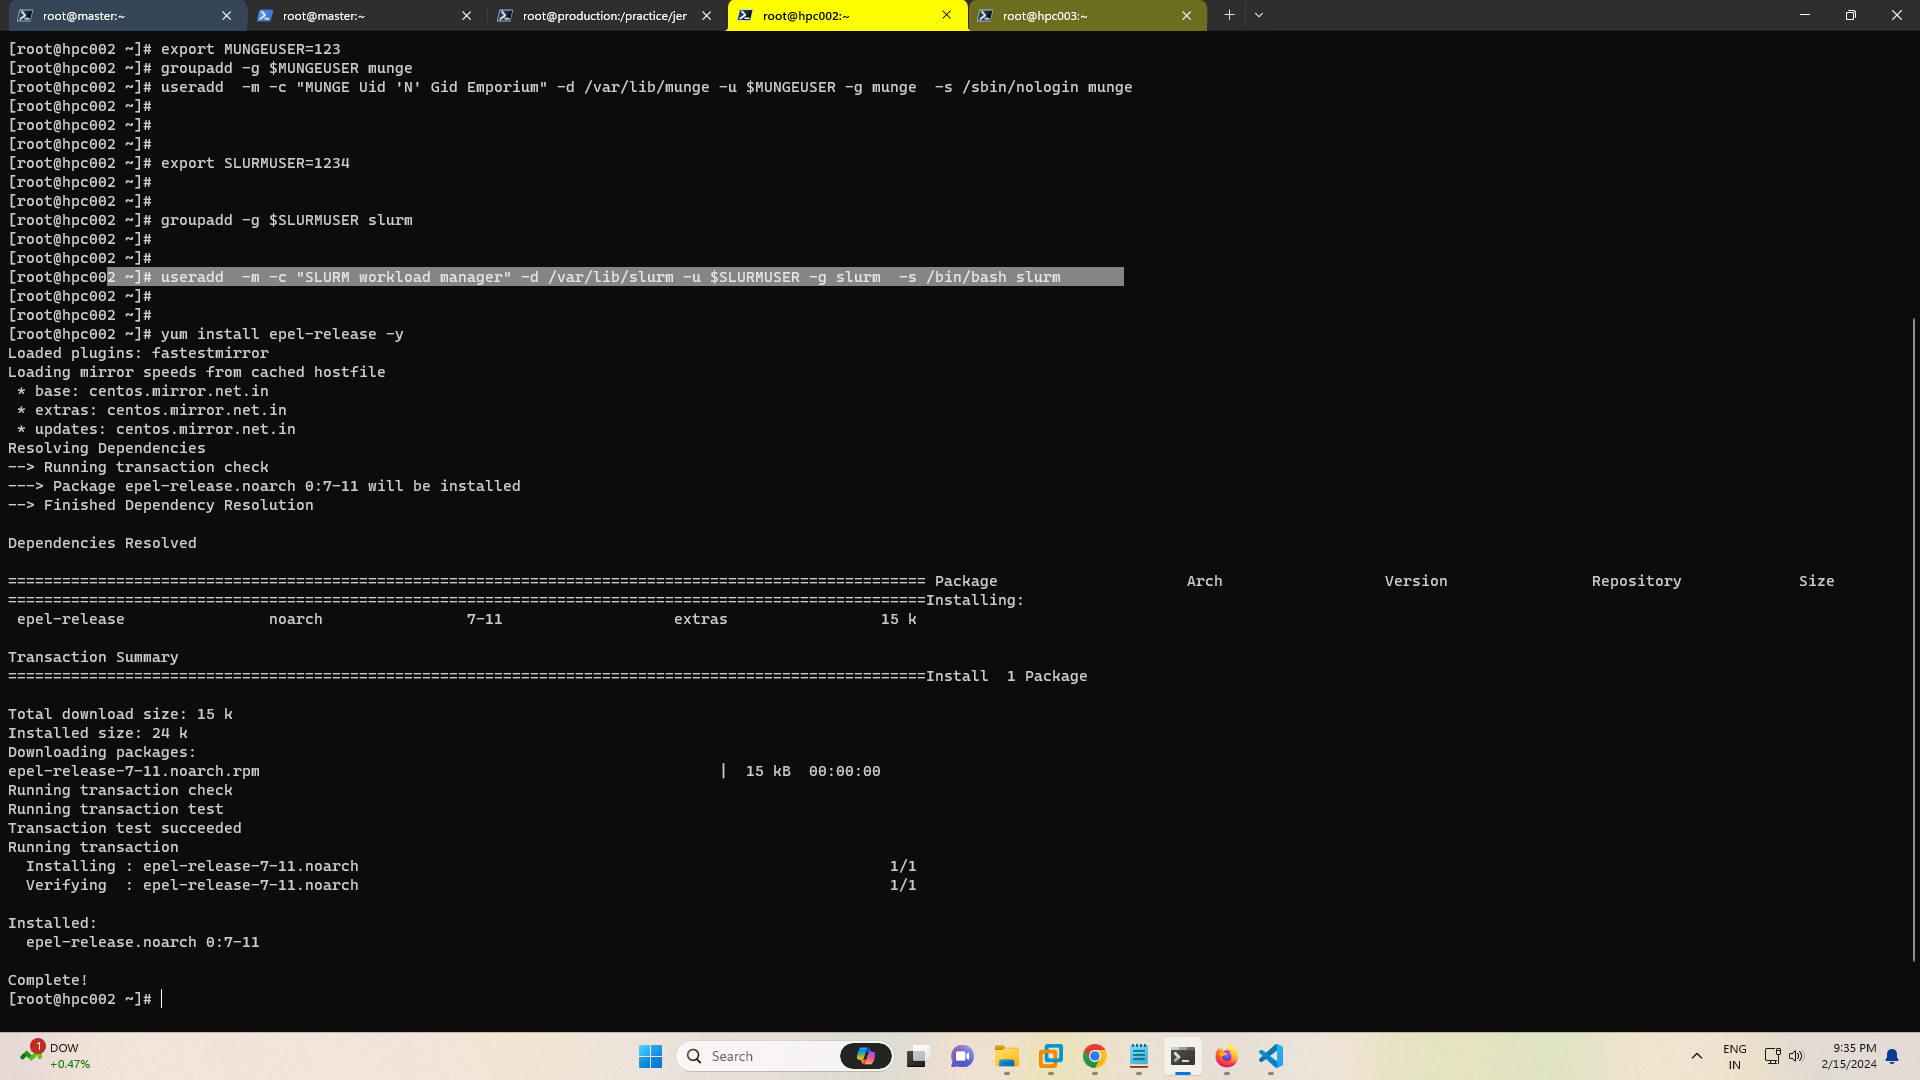 root@master:~ root@master:~ root@production:/practice/jer root@hpc002:~ root@hpc003:~
[root@hpc002 ~]# export MUNGEUSER=123
[root@hpc002 ~]# groupadd -g $MUNGEUSER munge
[root@hpc002 ~]# useradd  -m -c "MUNGE Uid 'N' Gid Emporium" -d /var/lib/munge -u $MUNGEUSER -g munge  -s /sbin/nologin munge
[root@hpc002 ~]#
[root@hpc002 ~]#
[root@hpc002 ~]#
[root@hpc002 ~]# export SLURMUSER=1234
[root@hpc002 ~]#
[root@hpc002 ~]#
[root@hpc002 ~]# groupadd -g $SLURMUSER slurm
[root@hpc002 ~]#
[root@hpc002 ~]#
[root@hpc002 ~]# useradd  -m -c "SLURM workload manager" -d /var/lib/slurm -u $SLURMUSER -g slurm  -s /bin/bash slurm
[root@hpc002 ~]#
[root@hpc002 ~]#
[root@hpc002 ~]# yum install epel-release -y
Loaded plugins: fastestmirror
Loading mirror speeds from cached hostfile
 * base: centos.mirror.net.in
 * extras: centos.mirror.net.in
 * updates: centos.mirror.net.in
Resolving Dependencies
--> Running transaction check
---> Package epel-release.noarch 0:7-11 will be installed
--> Finished Dependency Resolution
Dependencies Resolved
====================================================================================================== Package Arch Version Repository Size
======================================================================================================Installing:
 epel-release noarch 7-11 extras 15 k
Transaction Summary
======================================================================================================Install  1 Package
Total download size: 15 k
Installed size: 24 k
Downloading packages:
epel-release-7-11.noarch.rpm | 15 kB 00:00:00
Running transaction check
Running transaction test
Transaction test succeeded
Running transaction
  Installing : epel-release-7-11.noarch 1/1
  Verifying  : epel-release-7-11.noarch 1/1
Installed:
  epel-release.noarch 0:7-11
Complete!
[root@hpc002 ~]#
1 DOW
+0.47%
Search
ENG
IN
9:35 PM
2/15/2024